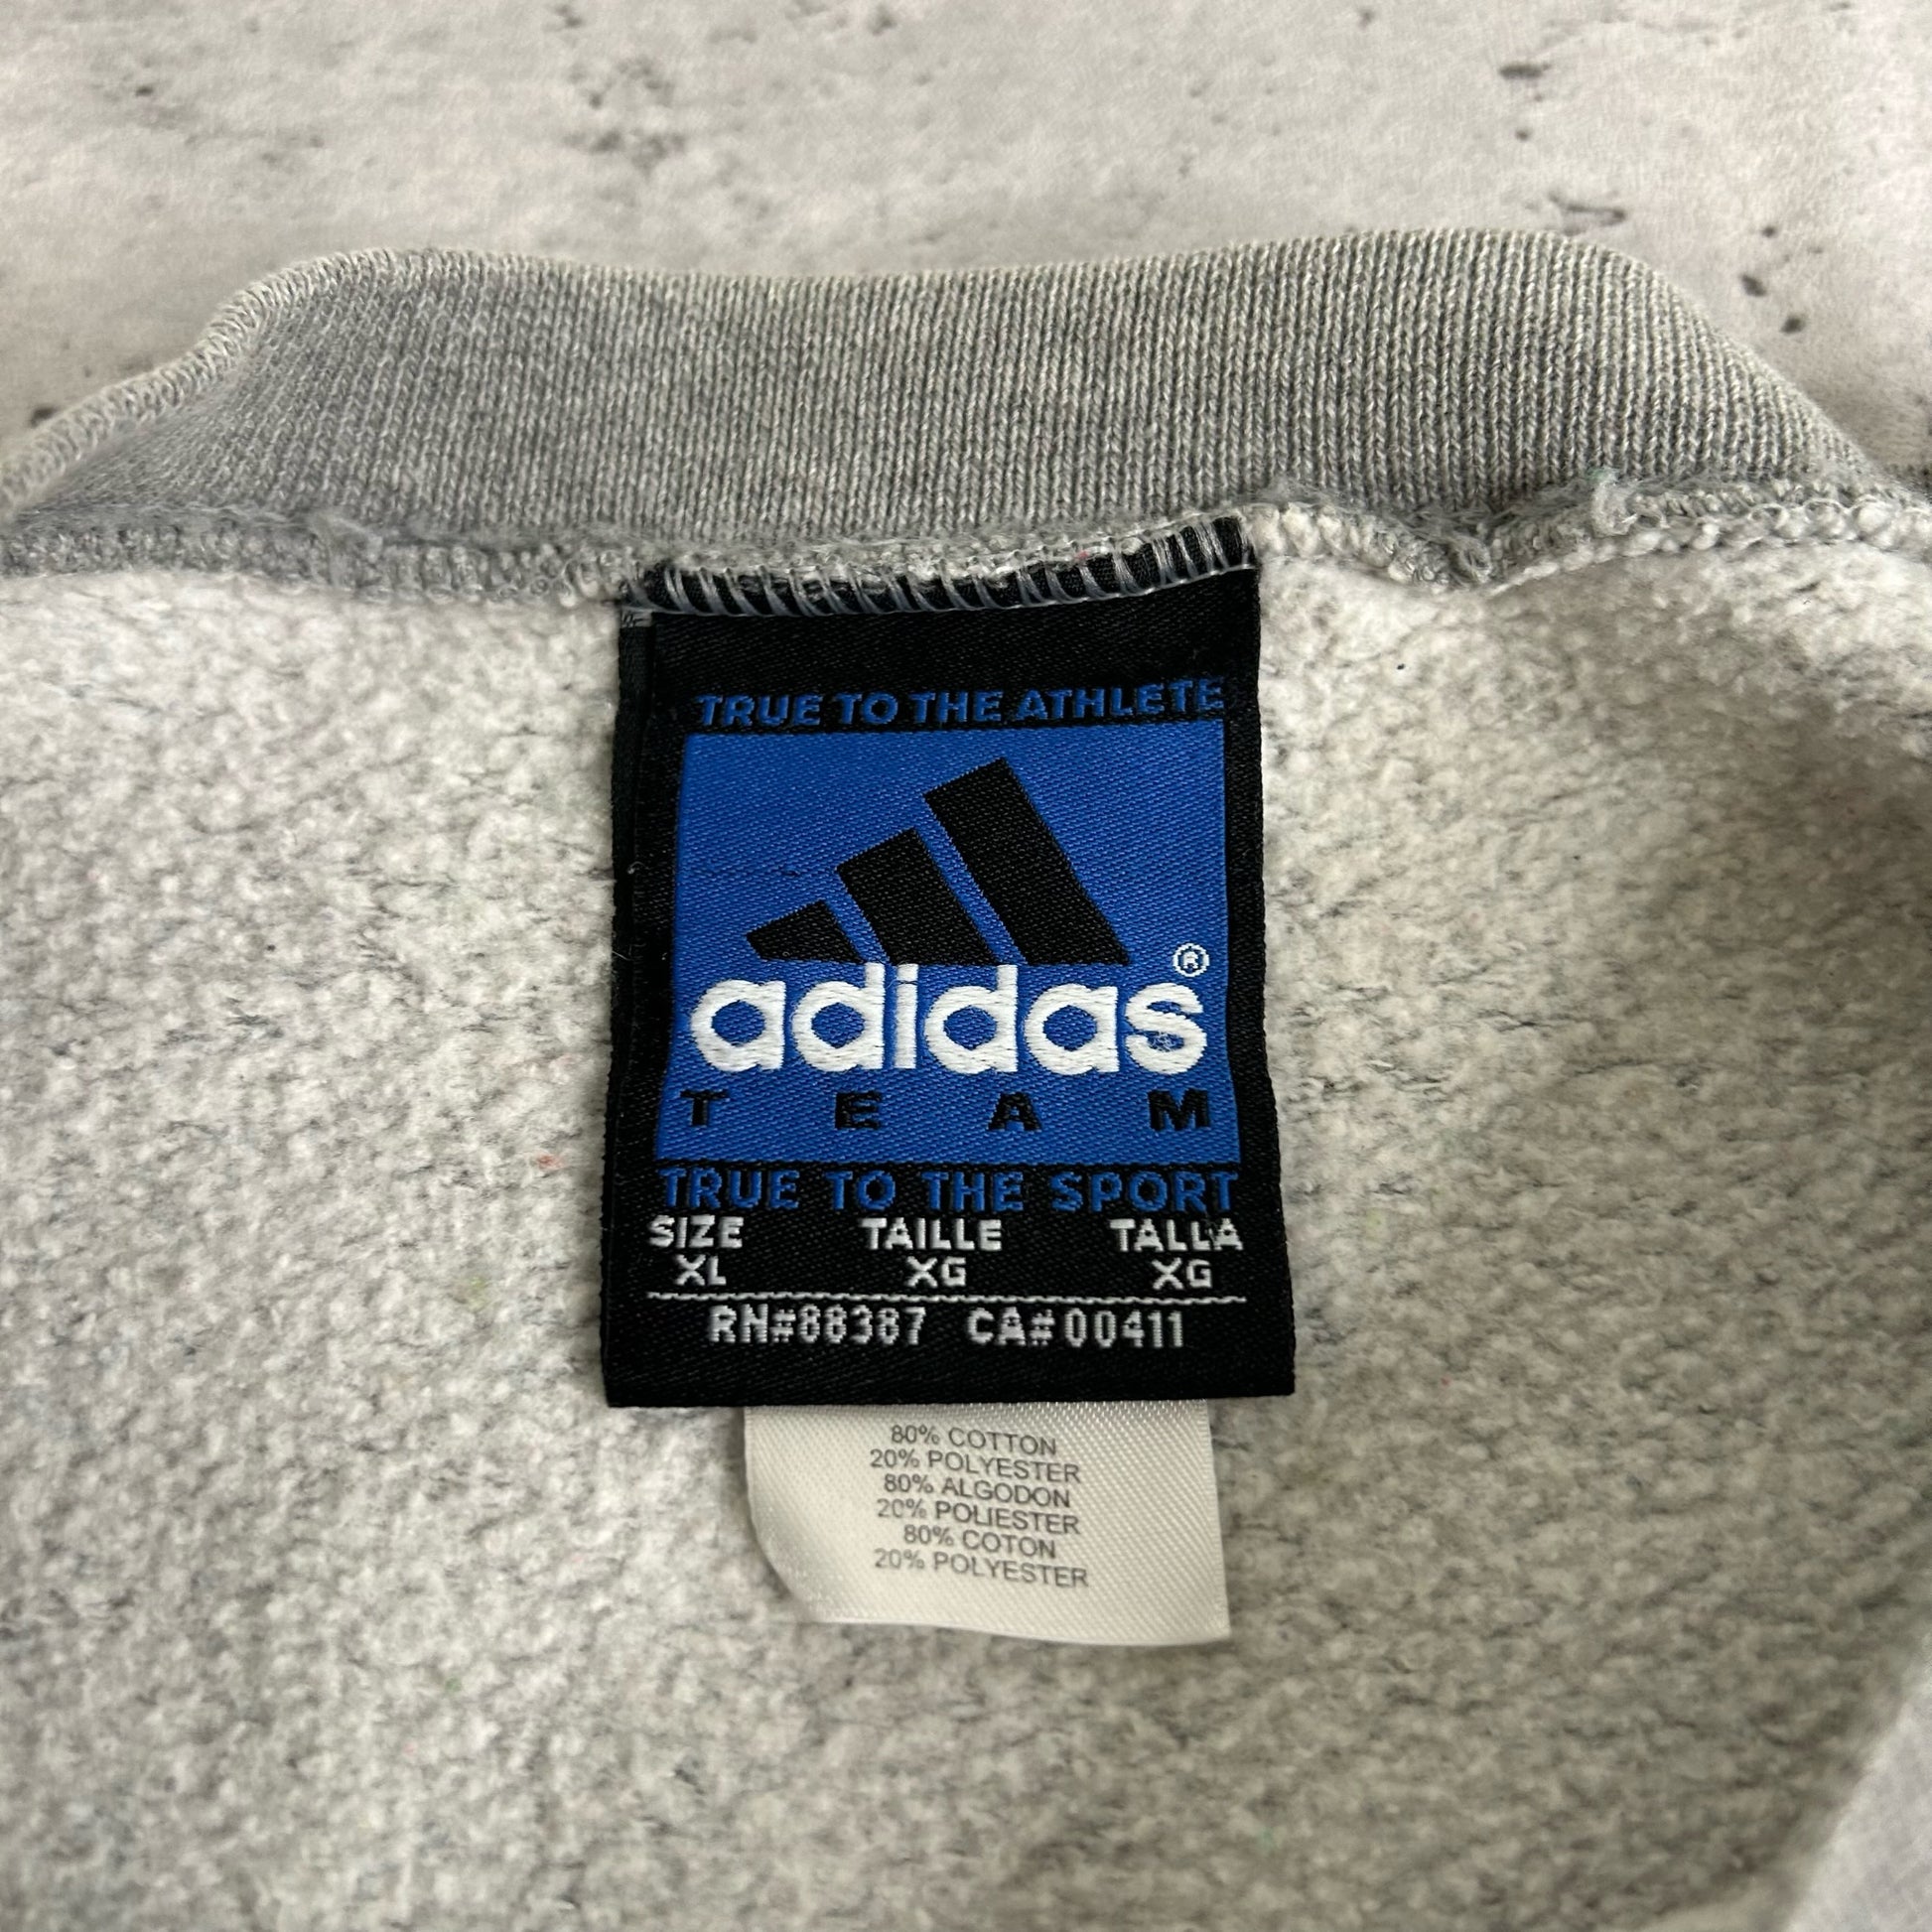 TRUE TO THE ATHLETE
adidas®
TEAM
TRUE TO THE SPORT
SIZE TAILLE TALLA
XL XG XG
RN#88387 CA#00411
80% COTTON
20% POLYESTER
80% ALGODON
20% POLIESTER
80% COTON
20% POLYESTER